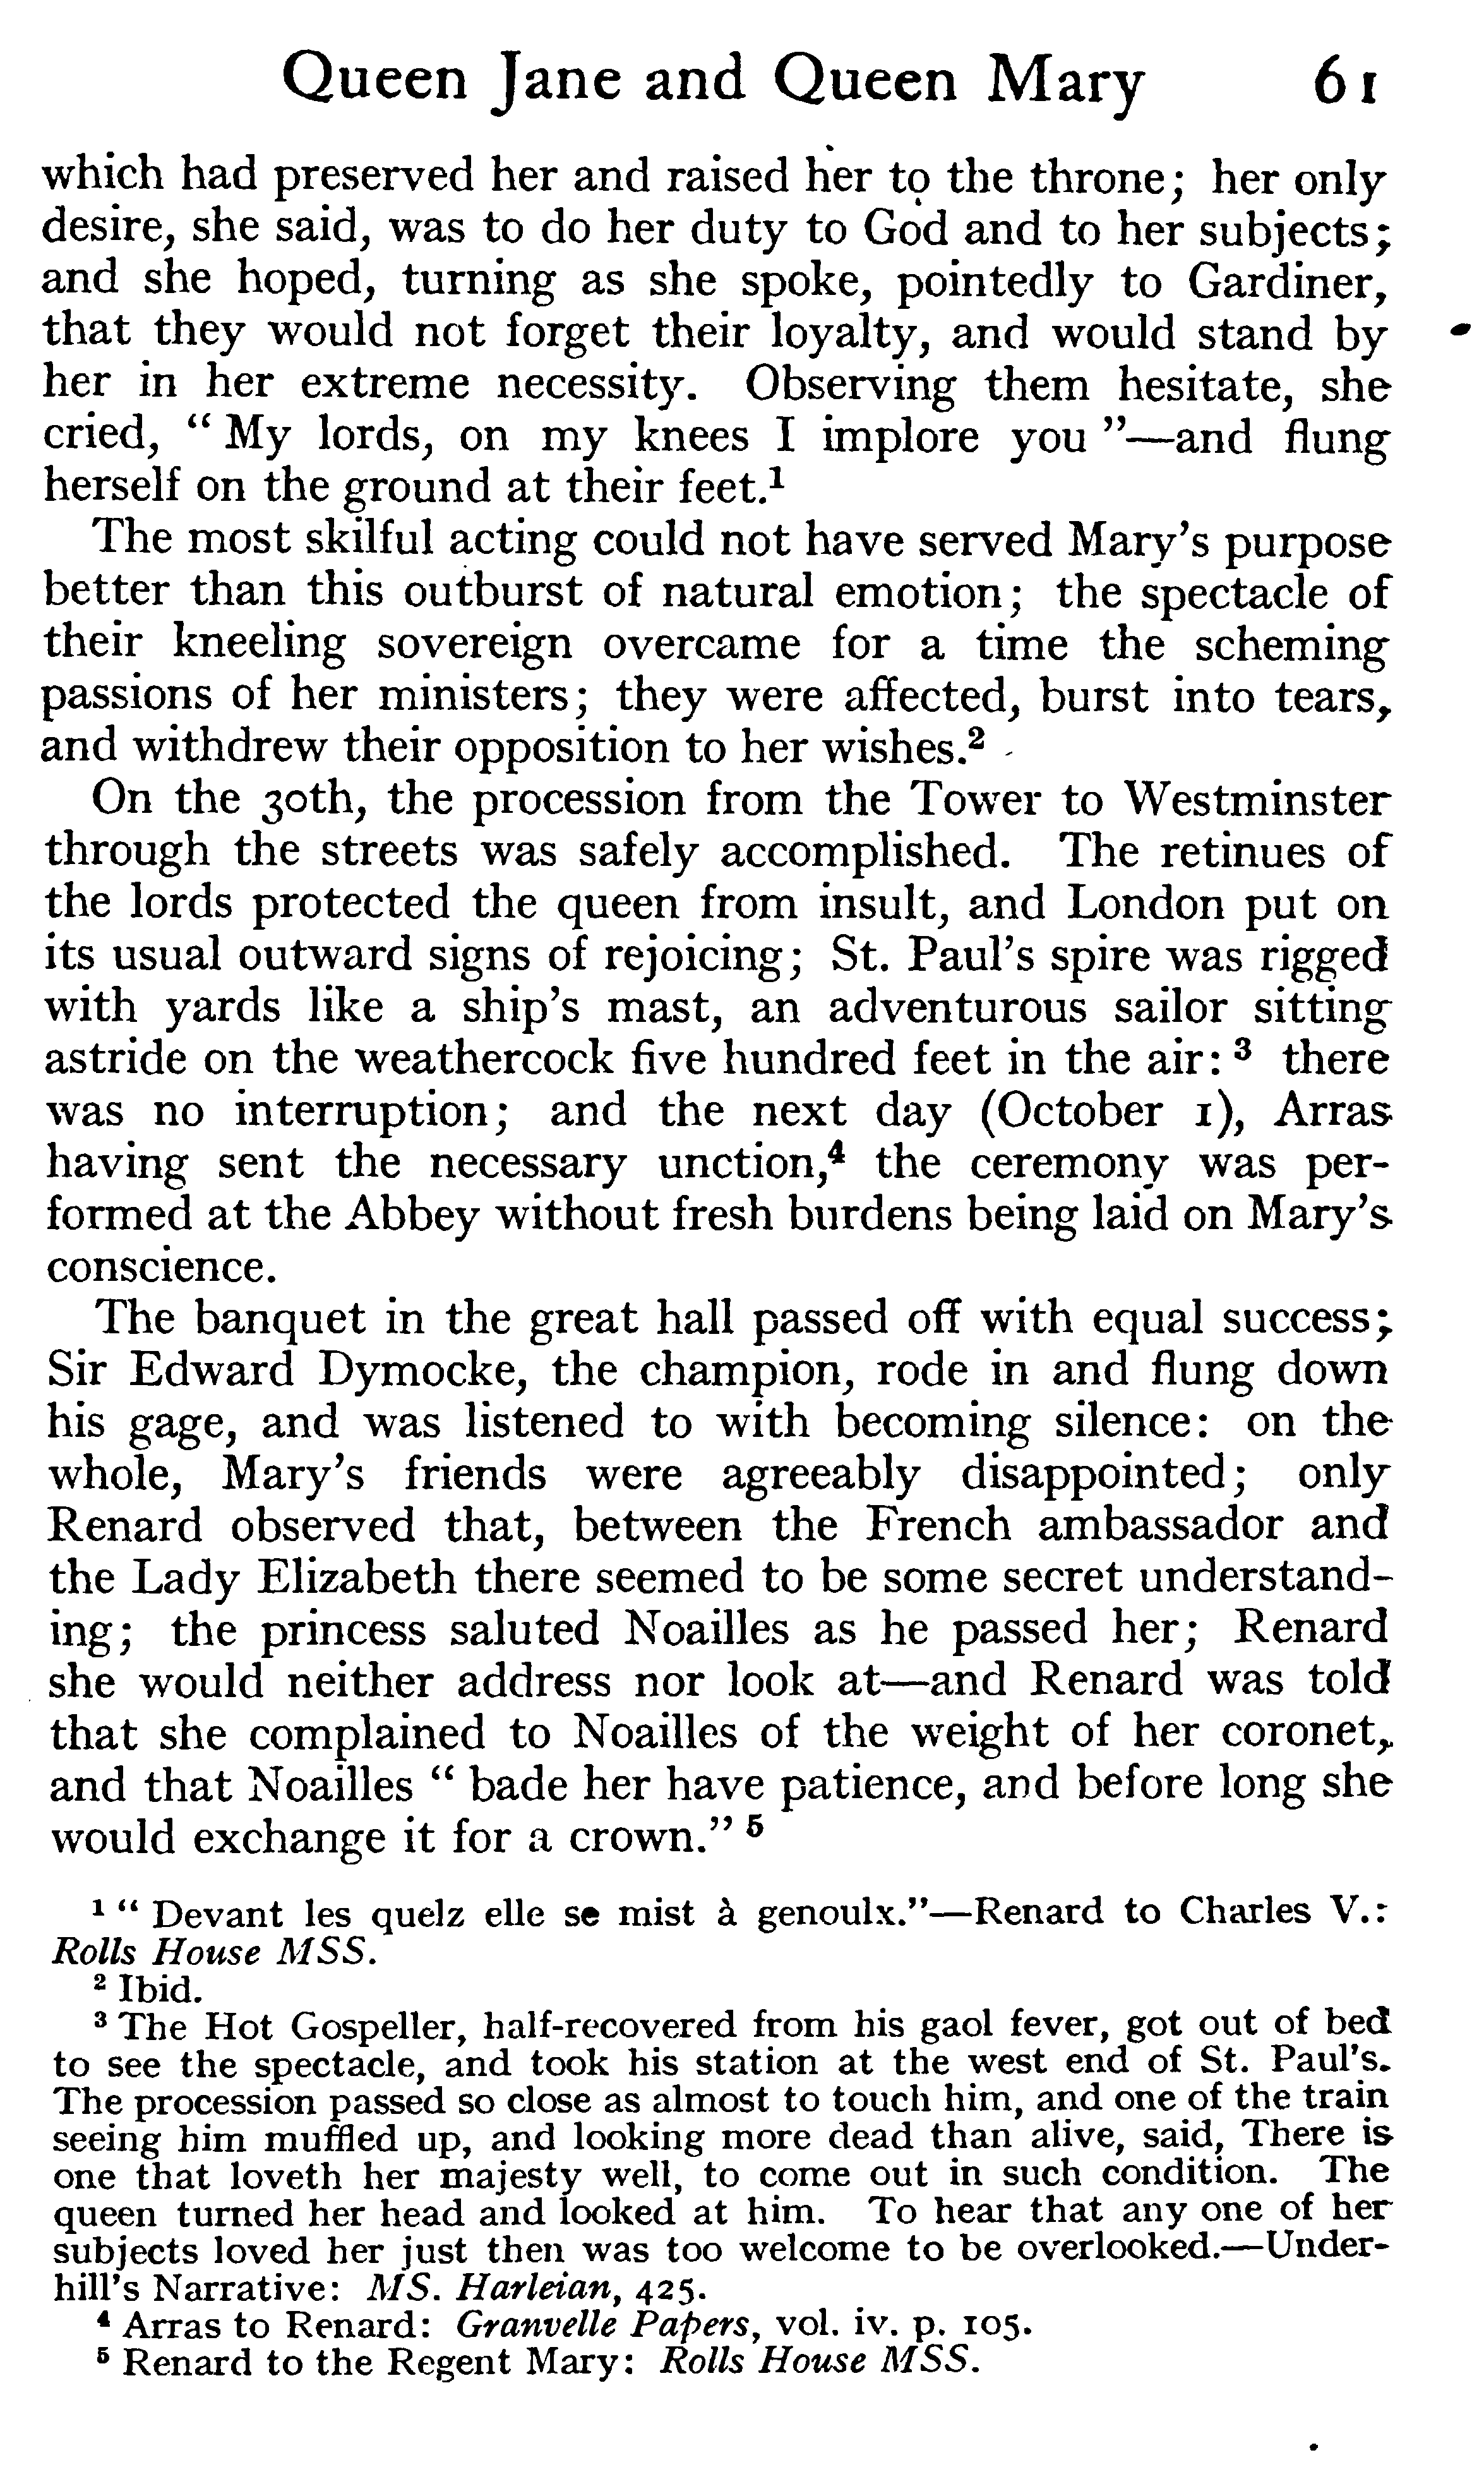 Queen Jane and Queen Mary 61
which had preserved her and raised her to the throne; her only
desire, she said, was to do her duty to God and to her subjects;
and she hoped, turning as she spoke, pointedly to Gardiner,
that they would not forget their loyalty, and would stand by
her in her extreme necessity. Observing them hesitate, she
cried, “ My lords, on my knees I implore you ”—and flung
herself on the ground at their feet.¹
The most skilful acting could not have served Mary’s purpose
better than this outburst of natural emotion; the spectacle of
their kneeling sovereign overcame for a time the scheming
passions of her ministers; they were affected, burst into tears,
and withdrew their opposition to her wishes.²
On the 30th, the procession from the Tower to Westminster
through the streets was safely accomplished. The retinues of
the lords protected the queen from insult, and London put on
its usual outward signs of rejoicing; St. Paul’s spire was rigged
with yards like a ship’s mast, an adventurous sailor sitting
astride on the weathercock five hundred feet in the air: ³ there
was no interruption; and the next day (October 1), Arras
having sent the necessary unction,⁴ the ceremony was per-
formed at the Abbey without fresh burdens being laid on Mary’s
conscience.
The banquet in the great hall passed off with equal success;
Sir Edward Dymocke, the champion, rode in and flung down
his gage, and was listened to with becoming silence: on the
whole, Mary’s friends were agreeably disappointed; only
Renard observed that, between the French ambassador and
the Lady Elizabeth there seemed to be some secret understand-
ing; the princess saluted Noailles as he passed her; Renard
she would neither address nor look at—and Renard was told
that she complained to Noailles of the weight of her coronet,
and that Noailles “ bade her have patience, and before long she
would exchange it for a crown.” ⁵
¹ “ Devant les quelz elle se mist à genoulx.”—Renard to Charles V.:
Rolls House MSS.
² Ibid.
³ The Hot Gospeller, half-recovered from his gaol fever, got out of bed
to see the spectacle, and took his station at the west end of St. Paul’s.
The procession passed so close as almost to touch him, and one of the train
seeing him muffled up, and looking more dead than alive, said, There is
one that loveth her majesty well, to come out in such condition. The
queen turned her head and looked at him. To hear that any one of her
subjects loved her just then was too welcome to be overlooked.—Under-
hill’s Narrative: MS. Harleian, 425.
⁴ Arras to Renard: Granvelle Papers, vol. iv. p. 105.
⁵ Renard to the Regent Mary: Rolls House MSS.